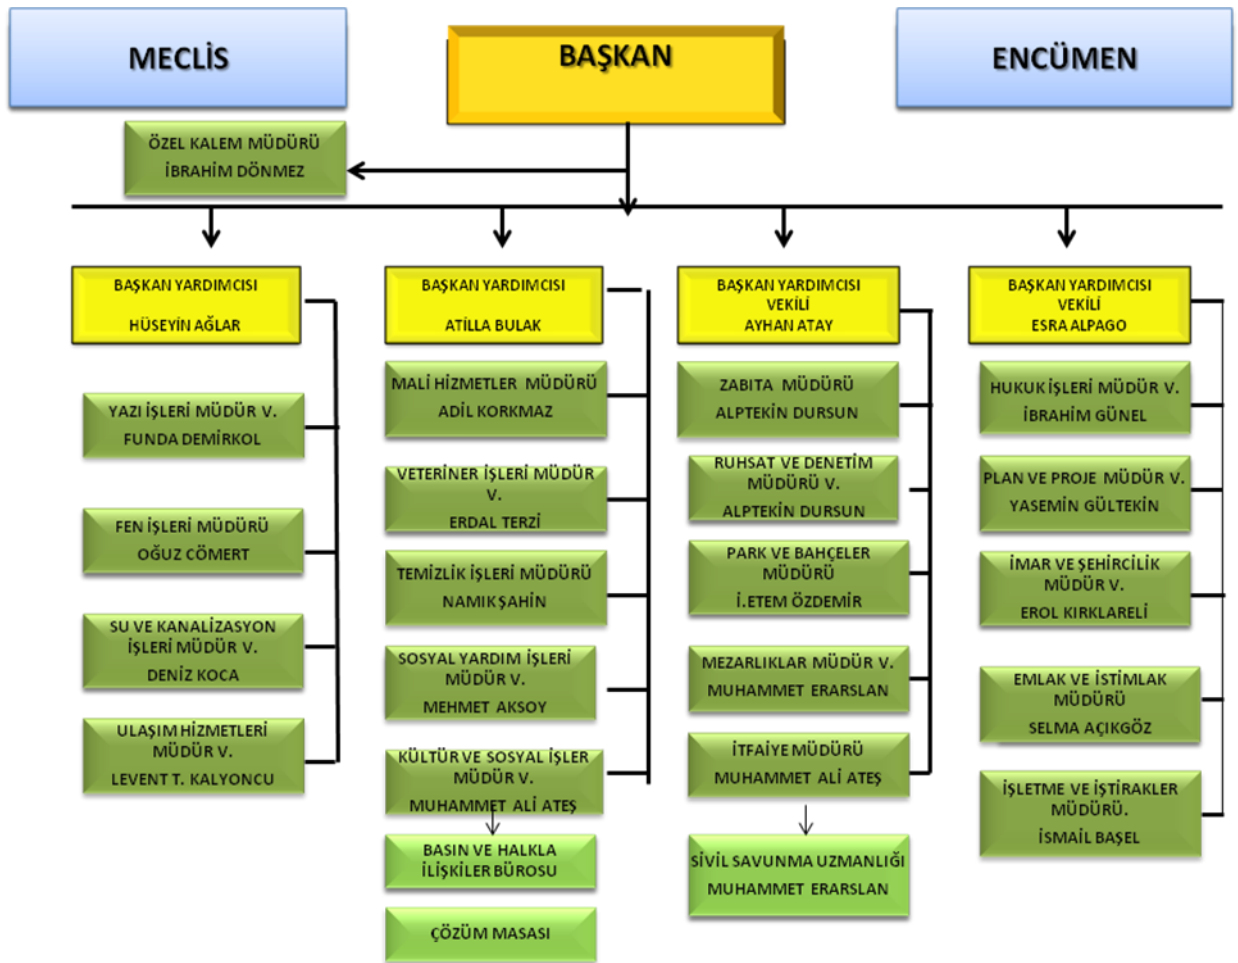 MECLİS
BAŞKAN
ENCÜMEN
ÖZEL KALEM MÜDÜRÜ
İBRAHİM DÖNMEZ
BAŞKAN YARDIMCISI
HÜSEYİN AĞLAR
YAZI İŞLERİ MÜDÜR V.
FUNDA DEMİRKOL
FEN İŞLERİ MÜDÜRÜ
OĞUZ CÖMERT
SU VE KANALİZASYON
İŞLERİ MÜDÜR V.
DENİZ KOCA
ULAŞIM HİZMETLERİ
MÜDÜR V.
LEVENT T. KALYONCU
BAŞKAN YARDIMCISI
ATİLLA BULAK
MALİ HİZMETLER MÜDÜRÜ
ADİL KORKMAZ
VETERİNER İŞLERİ MÜDÜR
V.
ERDAL TERZİ
TEMİZLİK İŞLERİ MÜDÜRÜ
NAMIK ŞAHİN
SOSYAL YARDIM İŞLERİ
MÜDÜR V.
MEHMET AKSOY
KÜLTÜR VE SOSYAL İŞLER
MÜDÜR V.
MUHAMMET ALİ ATEŞ
BASIN VE HALKLA
İLİŞKİLER BÜROSU
ÇÖZÜM MASASI
BAŞKAN YARDIMCISI
VEKİLİ
AYHAN ATAY
ZABITA MÜDÜRÜ
ALPTEKİN DURSUN
RUHSAT VE DENETİM
MÜDÜRÜ V.
ALPTEKİN DURSUN
PARK VE BAHÇELER
MÜDÜRÜ
İ.ETEM ÖZDEMİR
MEZARLIKLAR MÜDÜR V.
MUHAMMET ERARSLAN
İTFAİYE MÜDÜRÜ
MUHAMMET ALİ ATEŞ
SİVİL SAVUNMA UZMANLIĞI
MUHAMMET ERARSLAN
BAŞKAN YARDIMCISI
VEKİLİ
ESRA ALPAGO
HUKUK İŞLERİ MÜDÜR V.
İBRAHİM GÜNEL
PLAN VE PROJE MÜDÜR V.
YASEMİN GÜLTEKİN
İMAR VE ŞEHİRCİLİK
MÜDÜR V.
EROL KIRKLARELİ
EMLAK VE İSTİMLAK
MÜDÜRÜ
SELMA AÇIKGÖZ
İŞLETME VE İŞTİRAKLER
MÜDÜRÜ.
İSMAİL BAŞEL